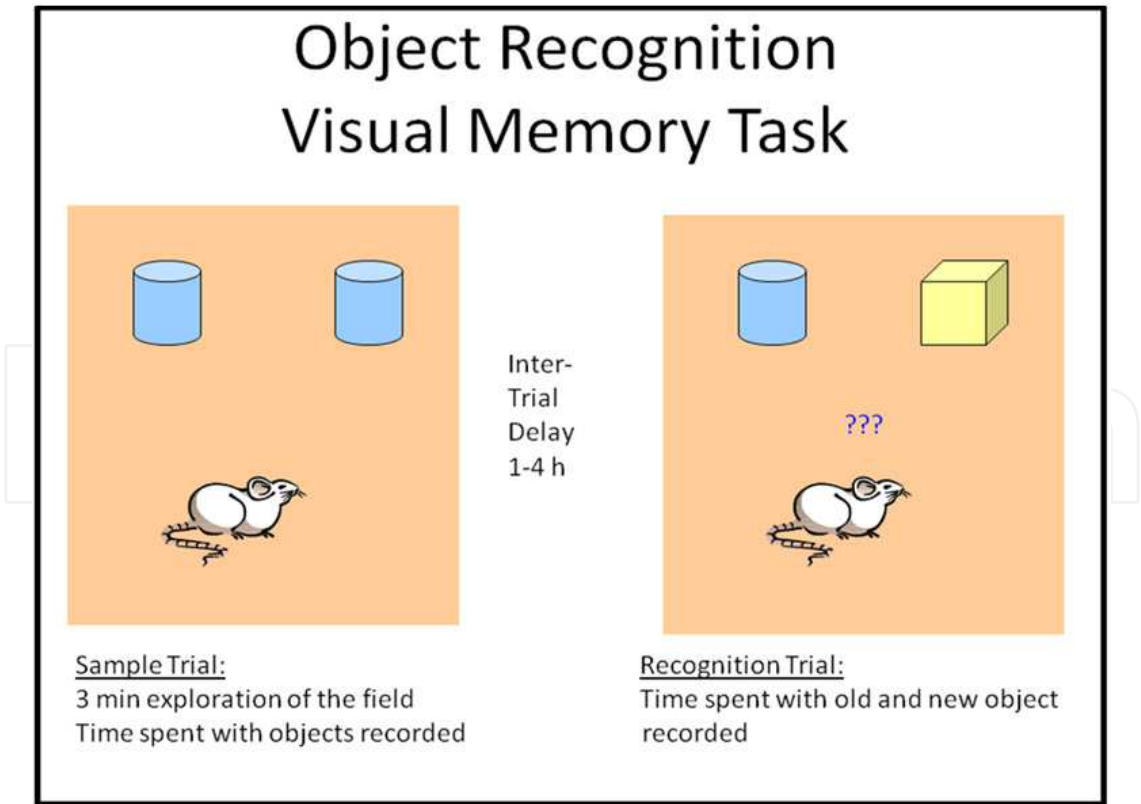 Object Recognition
Visual Memory Task
Inter-
Trial
Delay
1-4 h
???
Sample Trial:
3 min exploration of the field
Time spent with objects recorded
Recognition Trial:
Time spent with old and new object
recorded